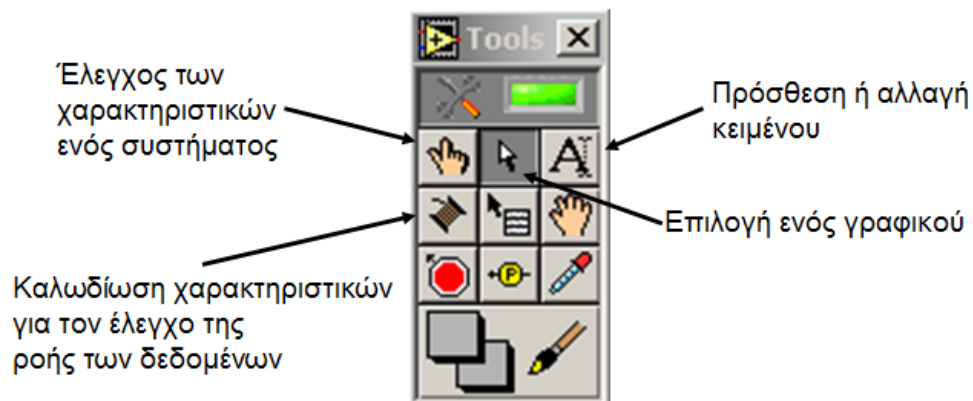 Tools
Έλεγχος των
χαρακτηριστικών
ενός συστήματος
Πρόσθεση ή αλλαγή
κειμένου
Επιλογή ενός γραφικού
P
Καλωδίωση χαρακτηριστικών
για τον έλεγχο της
ροής των δεδομένων